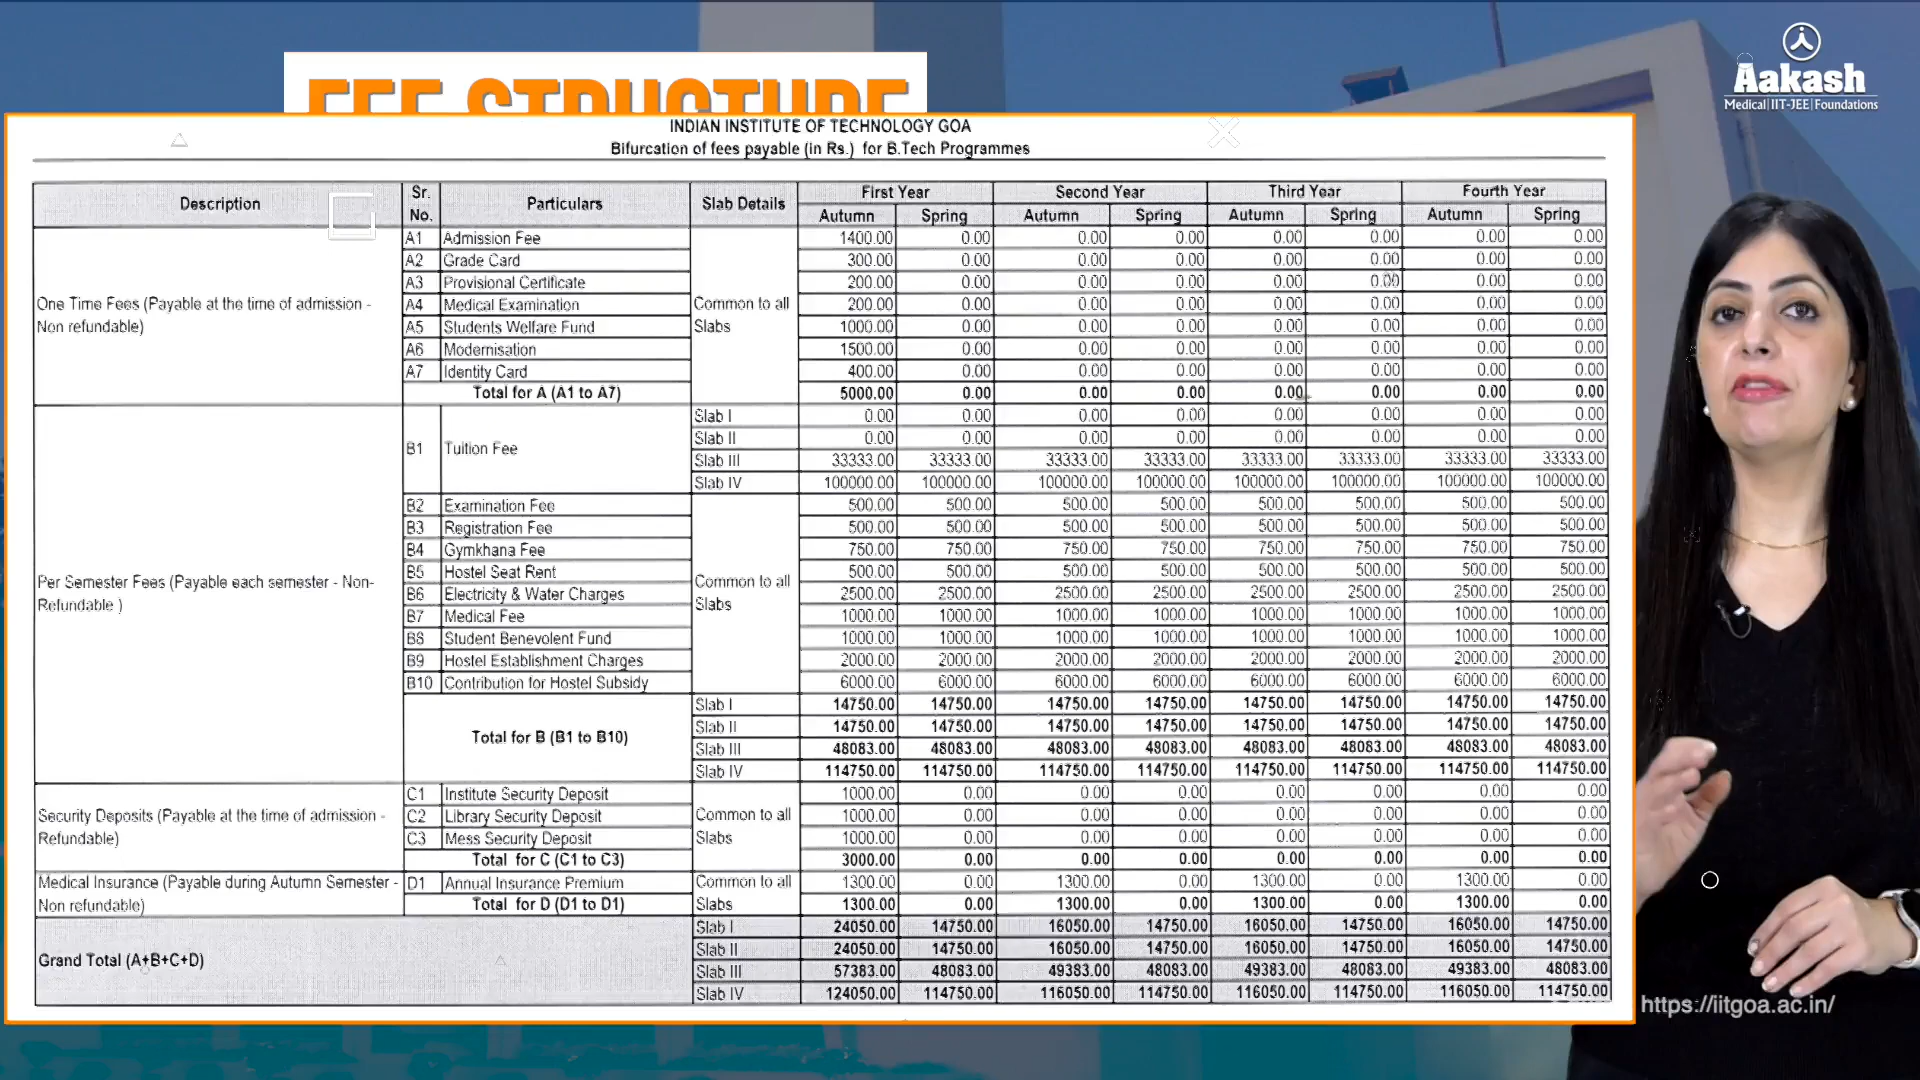 FEE STRUCTURE
Aakash
Medical|IIT-JEE|Foundations
INDIAN INSTITUTE OF TECHNOLOGY GOA
Bifurcation of fees payable (in Rs.) for B.Tech Programmes
Description Sr. No. Particulars Slab Details First Year Second Year Third Year Fourth Year
Autumn Spring Autumn Spring Autumn Spring Autumn Spring
One Time Fees (Payable at the time of admission - Non refundable)
Common to all Slabs
A1 Admission Fee 1400.00 0.00 0.00 0.00 0.00 0.00 0.00 0.00
A2 Grade Card 300.00 0.00 0.00 0.00 0.00 0.00 0.00 0.00
A3 Provisional Certificate 200.00 0.00 0.00 0.00 0.00 0.00 0.00 0.00
A4 Medical Examination 200.00 0.00 0.00 0.00 0.00 0.00 0.00 0.00
A5 Students Welfare Fund 1000.00 0.00 0.00 0.00 0.00 0.00 0.00 0.00
A6 Modernisation 1500.00 0.00 0.00 0.00 0.00 0.00 0.00 0.00
A7 Identity Card 400.00 0.00 0.00 0.00 0.00 0.00 0.00 0.00
Total for A (A1 to A7) 5000.00 0.00 0.00 0.00 0.00 0.00 0.00 0.00
Per Semester Fees (Payable each semester - Non-Refundable )
B1 Tuition Fee
Slab I 0.00 0.00 0.00 0.00 0.00 0.00 0.00 0.00
Slab II 0.00 0.00 0.00 0.00 0.00 0.00 0.00 0.00
Slab III 33333.00 33333.00 33333.00 33333.00 33333.00 33333.00 33333.00 33333.00
Slab IV 100000.00 100000.00 100000.00 100000.00 100000.00 100000.00 100000.00 100000.00
Common to all Slabs
B2 Examination Fee 500.00 500.00 500.00 500.00 500.00 500.00 500.00 500.00
B3 Registration Fee 500.00 500.00 500.00 500.00 500.00 500.00 500.00 500.00
B4 Gymkhana Fee 750.00 750.00 750.00 750.00 750.00 750.00 750.00 750.00
B5 Hostel Seat Rent 500.00 500.00 500.00 500.00 500.00 500.00 500.00 500.00
B6 Electricity & Water Charges 2500.00 2500.00 2500.00 2500.00 2500.00 2500.00 2500.00 2500.00
B7 Medical Fee 1000.00 1000.00 1000.00 1000.00 1000.00 1000.00 1000.00 1000.00
B8 Student Benevolent Fund 1000.00 1000.00 1000.00 1000.00 1000.00 1000.00 1000.00 1000.00
B9 Hostel Establishment Charges 2000.00 2000.00 2000.00 2000.00 2000.00 2000.00 2000.00 2000.00
B10 Contribution for Hostel Subsidy 6000.00 6000.00 6000.00 6000.00 6000.00 6000.00 6000.00 6000.00
Total for B (B1 to B10)
Slab I 14750.00 14750.00 14750.00 14750.00 14750.00 14750.00 14750.00 14750.00
Slab II 14750.00 14750.00 14750.00 14750.00 14750.00 14750.00 14750.00 14750.00
Slab III 48083.00 48083.00 48083.00 48083.00 48083.00 48083.00 48083.00 48083.00
Slab IV 114750.00 114750.00 114750.00 114750.00 114750.00 114750.00 114750.00 114750.00
Security Deposits (Payable at the time of admission - Refundable)
Common to all Slabs
C1 Institute Security Deposit 1000.00 0.00 0.00 0.00 0.00 0.00 0.00 0.00
C2 Library Security Deposit 1000.00 0.00 0.00 0.00 0.00 0.00 0.00 0.00
C3 Mess Security Deposit 1000.00 0.00 0.00 0.00 0.00 0.00 0.00 0.00
Total for C (C1 to C3) 3000.00 0.00 0.00 0.00 0.00 0.00 0.00 0.00
Medical Insurance (Payable during Autumn Semester - Non refundable)
Common to all Slabs
D1 Annual Insurance Premium 1300.00 0.00 1300.00 0.00 1300.00 0.00 1300.00 0.00
Total for D (D1 to D1) 1300.00 0.00 1300.00 0.00 1300.00 0.00 1300.00 0.00
Grand Total (A+B+C+D)
Slab I 24050.00 14750.00 16050.00 14750.00 16050.00 14750.00 16050.00 14750.00
Slab II 24050.00 14750.00 16050.00 14750.00 16050.00 14750.00 16050.00 14750.00
Slab III 57383.00 48083.00 49383.00 48083.00 49383.00 48083.00 49383.00 48083.00
Slab IV 124050.00 114750.00 116050.00 114750.00 116050.00 114750.00 116050.00 114750.00
https://iitgoa.ac.in/